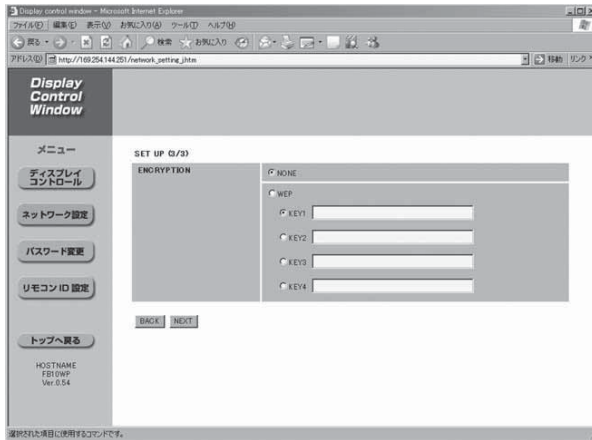 Display control window - Microsoft Internet Explorer
ファイル(F) 編集(E) 表示(V) お気に入り(A) ツール(T) ヘルプ(H)
戻る 検索 お気に入り
アドレス(D) http://169.254.144.251/network_setting_j.htm 移動 リンク
Display
Control
Window
メニュー
ディスプレイ
コントロール
ネットワーク設定
パスワード変更
リモコンID 設定
トップへ戻る
HOSTNAME
FB10WP
Ver.0.54
SET UP (3/3)
ENCRYPTION
NONE
WEP
KEY1
KEY2
KEY3
KEY4
BACK NEXT
選択された項目に使用するコマンドです。